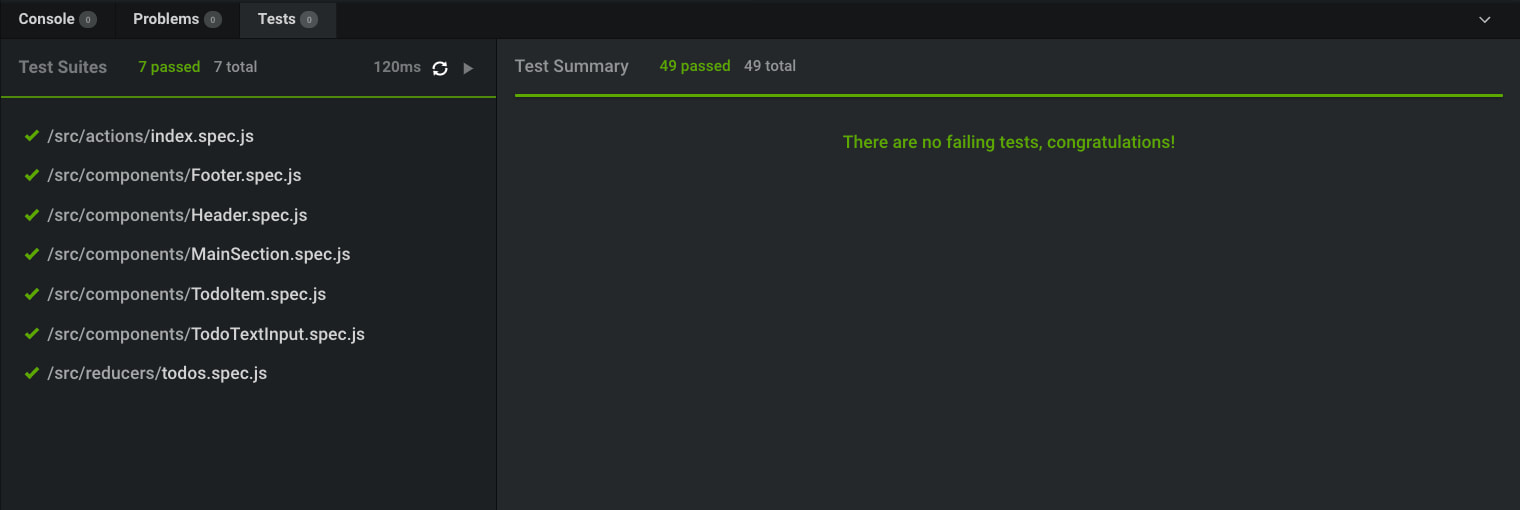 Console 0 Problems 0 Tests 0
Test Suites 7 passed 7 total 120ms
/src/actions/index.spec.js
/src/components/Footer.spec.js
/src/components/Header.spec.js
/src/components/MainSection.spec.js
/src/components/TodoItem.spec.js
/src/components/TodoTextInput.spec.js
/src/reducers/todos.spec.js
Test Summary 49 passed 49 total
There are no failing tests, congratulations!